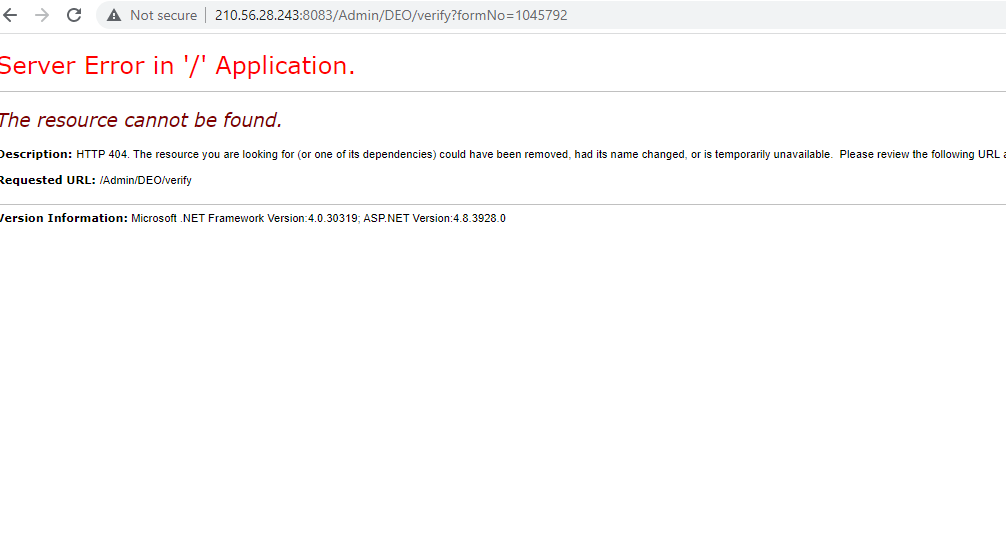 Not secure 210.56.28.243:8083/Admin/DEO/verify?formNo=1045792
Server Error in '/' Application.
The resource cannot be found.
Description: HTTP 404. The resource you are looking for (or one of its dependencies) could have been removed, had its name changed, or is temporarily unavailable.  Please review the following URL a
Requested URL: /Admin/DEO/verify
Version Information: Microsoft .NET Framework Version:4.0.30319; ASP.NET Version:4.8.3928.0